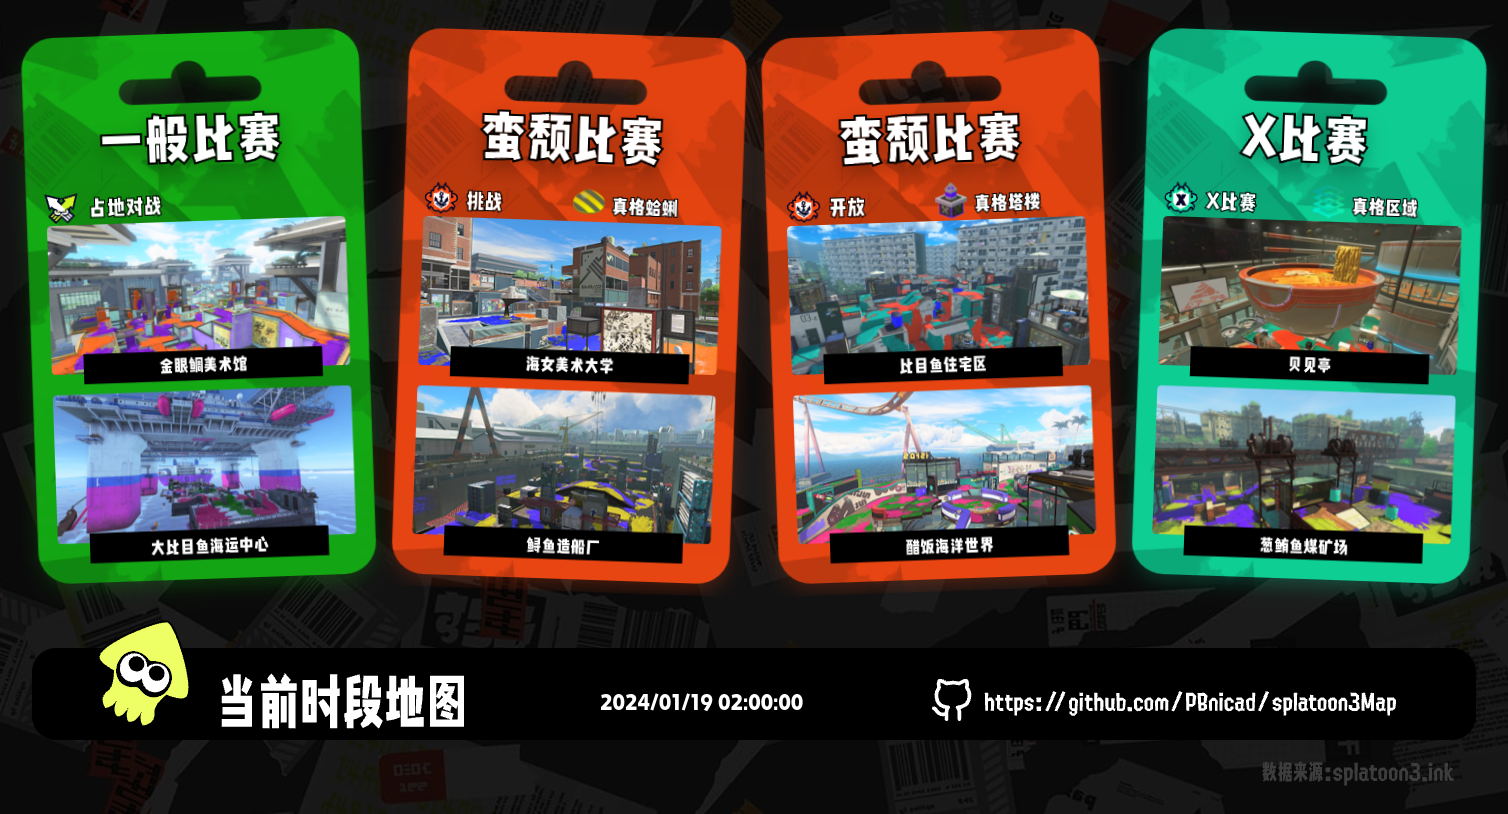 一般比赛
占地对战
金眼鲷美术馆
大比目鱼海运中心
蛮颓比赛
挑战
真格蛤蜊
海女美术大学
鲟鱼造船厂
蛮颓比赛
开放
真格塔楼
比目鱼住宅区
醋饭海洋世界
X比赛
X比赛
真格区域
贝见亭
葱鲔鱼煤矿场
当前时段地图
2024/01/19 02:00:00
https://github.com/PBnicad/splatoon3Map
数据来源:splatoon3.ink